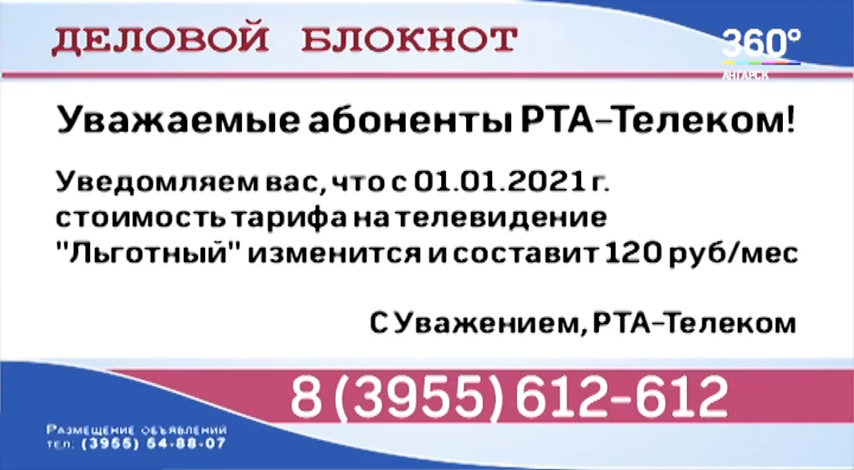 ДЕЛОВОЙ БЛОКНОТ
360°
АНГАРСК
Уважаемые абоненты РТА-Телеком!
Уведомляем вас, что с 01.01.2021 г.
стоимость тарифа на телевидение
"Льготный" изменится и составит 120 руб/мес
С Уважением, РТА-Телеком
8 (3955) 612-612
Размещение объявлений
тел: (3955) 54-88-07